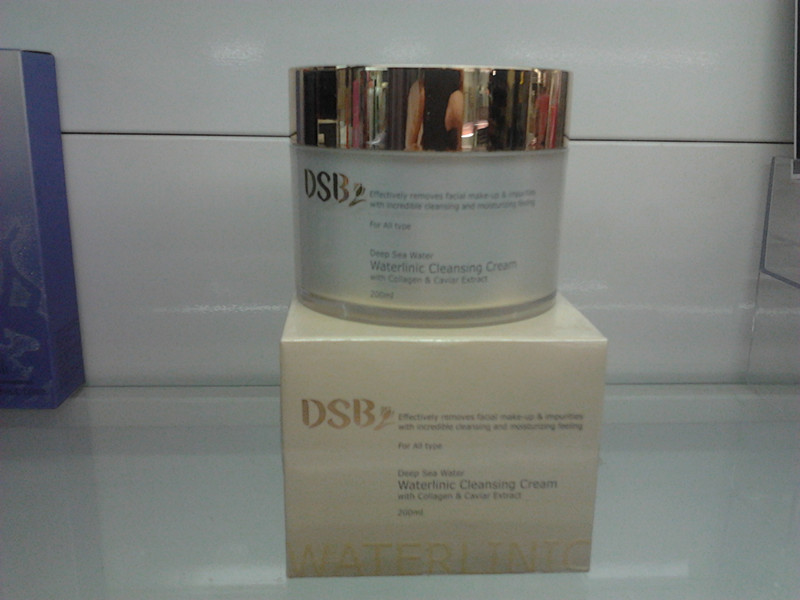 DSB
Effectively removes facial make-up & impurities
with incredible cleansing and moisturizing feeling
For All type
Deep Sea Water
Waterlinic Cleansing Cream
with Collagen & Caviar Extract
200ml
DSB
Effectively removes facial make-up & impurities
with incredible cleansing and moisturizing feeling
For All type
Deep Sea Water
Waterlinic Cleansing Cream
with Collagen & Caviar Extract
200ml
WATERLINIC